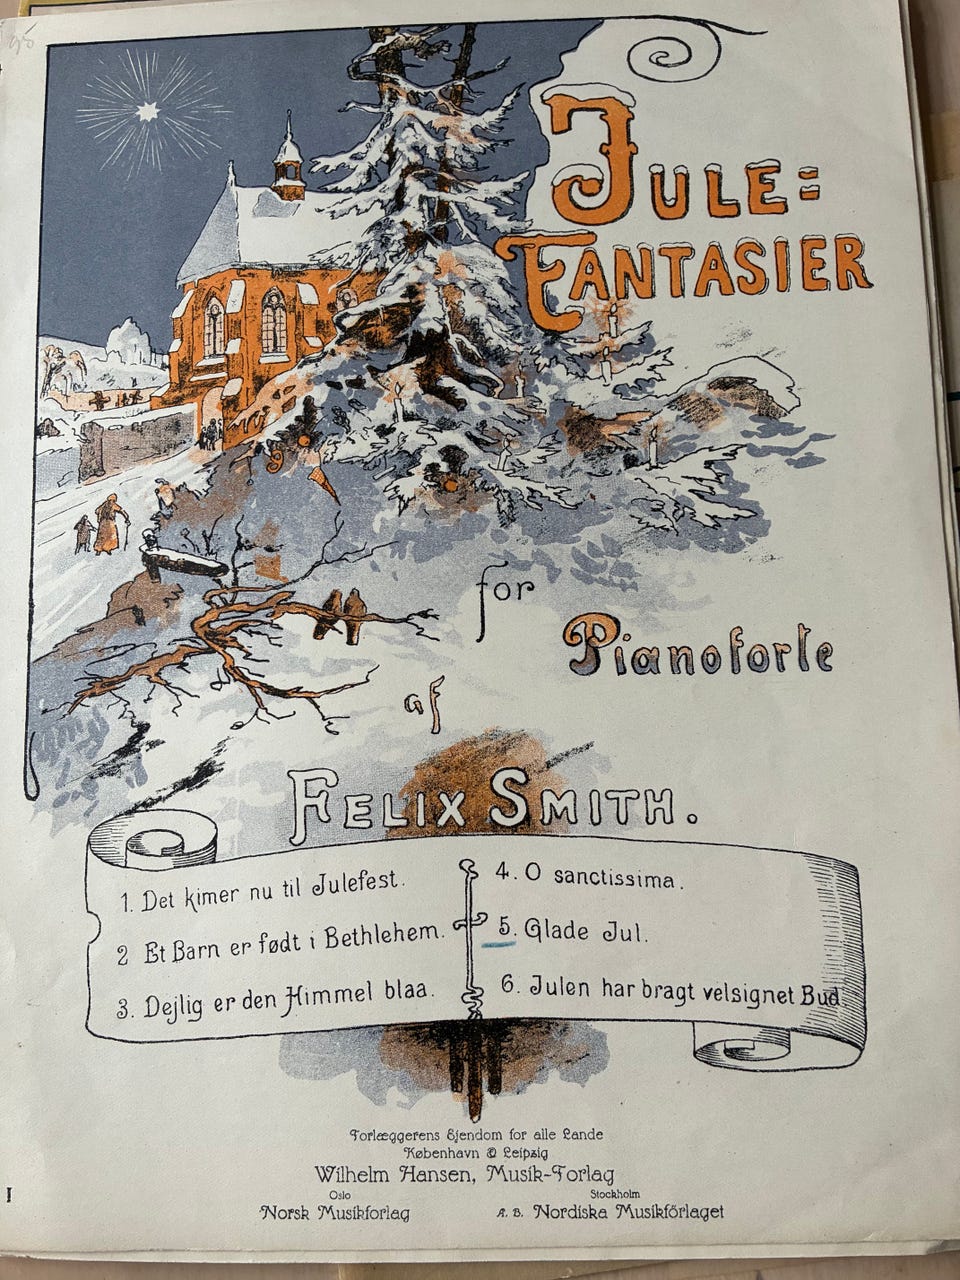 JULE=
FANTASIER
for
Pianoforte
af
FELIX SMITH.
1. Det kimer nu til Julefest.
2 Et Barn er født i Bethlehem.
3. Dejlig er den Himmel blaa.
4. O sanctissima.
5. Glade Jul.
6. Julen har bragt velsignet Bud.
Forlæggerens Ejendom for alle Lande
København & Leipzig
Wilhelm Hansen, Musik-Forlag
Oslo
Norsk Musikforlag
Stockholm
A. B. Nordiska Musikförlaget
I